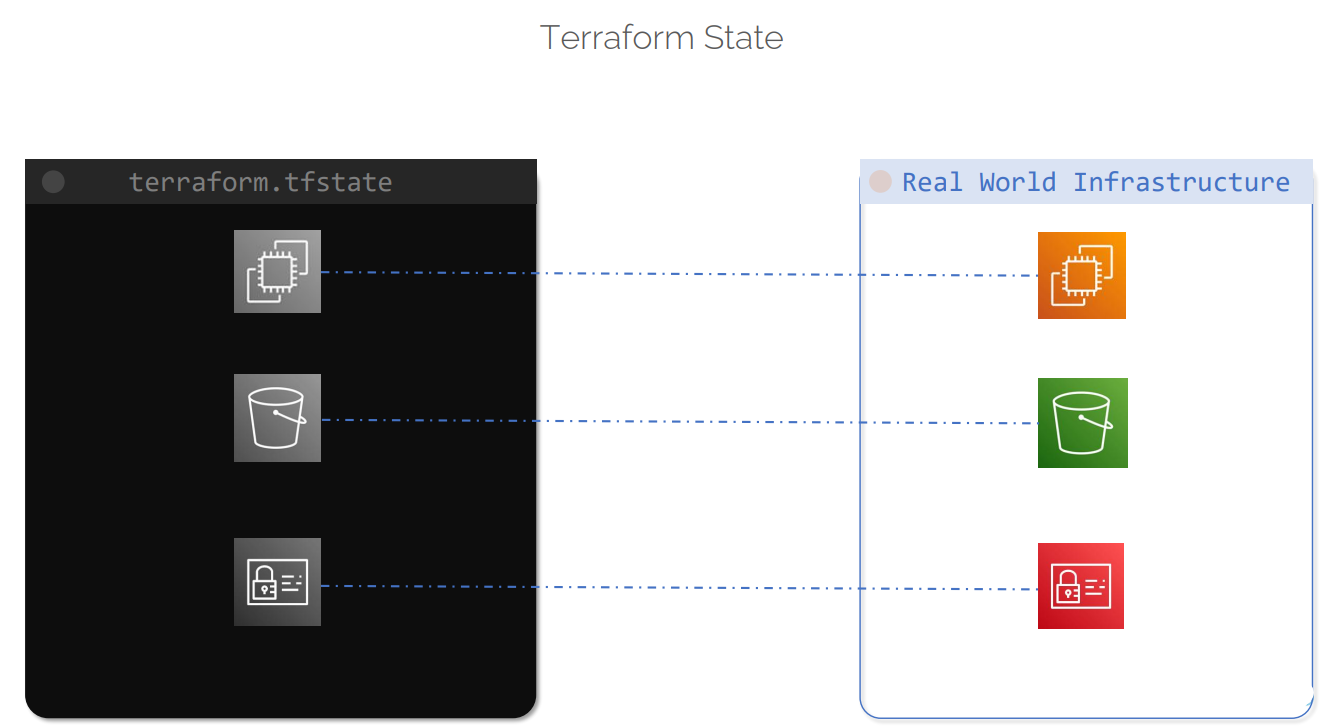 Terraform State
terraform.tfstate
Real World Infrastructure